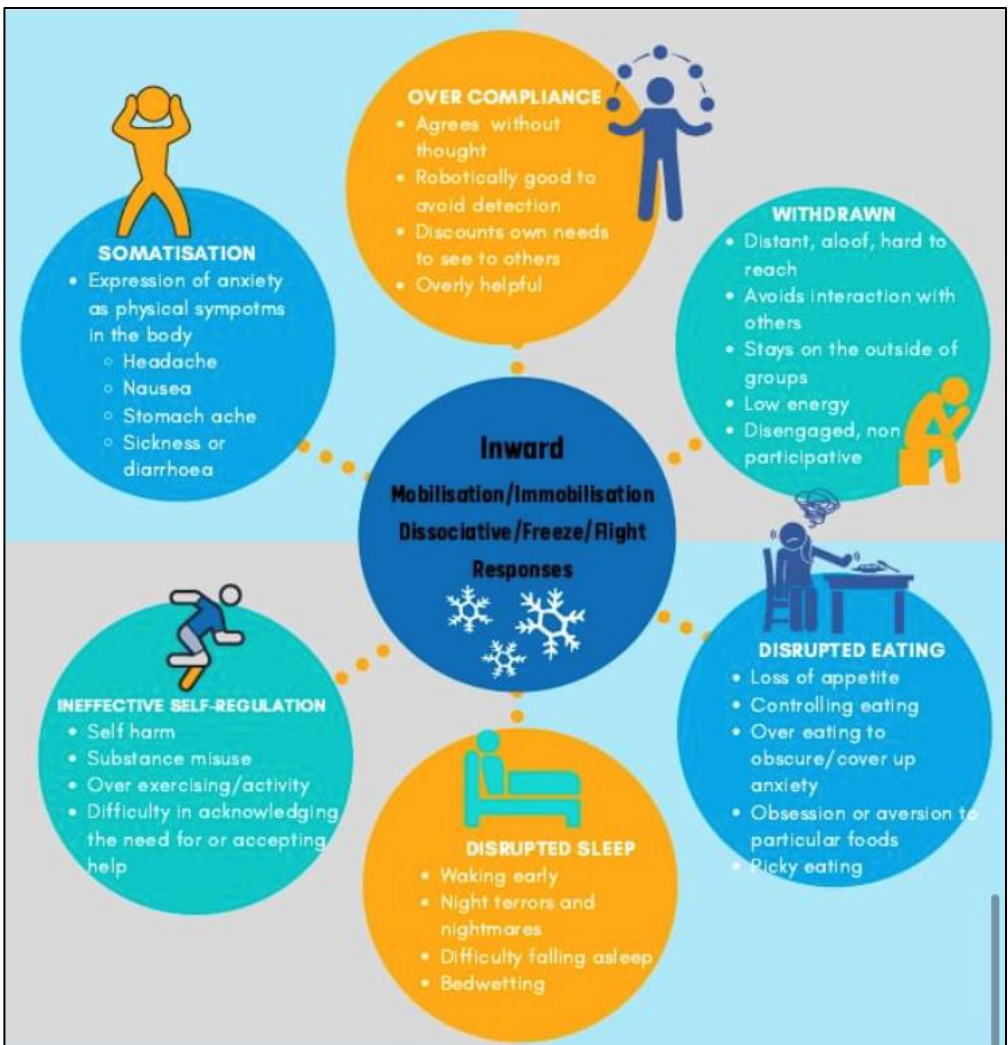 OVER COMPLIANCE
• Agrees without
thought
• Robotically good to
avoid detection
• Discounts own needs
to see to others
• Overly helpful
WITHDRAWN
• Distant, aloof, hard to
reach
• Avoids interaction with
others
• Stays on the outside of
groups
• Low energy
• Disengaged, non
participative
SOMATISATION
• Expression of anxiety
as physical sympotms
in the body
○ Headache
○ Nausea
○ Stomach ache
○ Sickness or
diarrhoea
Inward
Mobilisation/Immobilisation
Dissociative/Freeze/Flight
Responses
DISRUPTED EATING
• Loss of appetite
• Controlling eating
• Over eating to
obscure/cover up
anxiety
• Obsession or aversion to
particular foods
• Picky eating
INEFFECTIVE SELF-REGULATION
• Self harm
• Substance misuse
• Over exercising/activity
• Difficulty in acknowledging
the need for or accepting
help
DISRUPTED SLEEP
• Waking early
• Night terrors and
nightmares
• Difficulty falling asleep
• Bedwetting